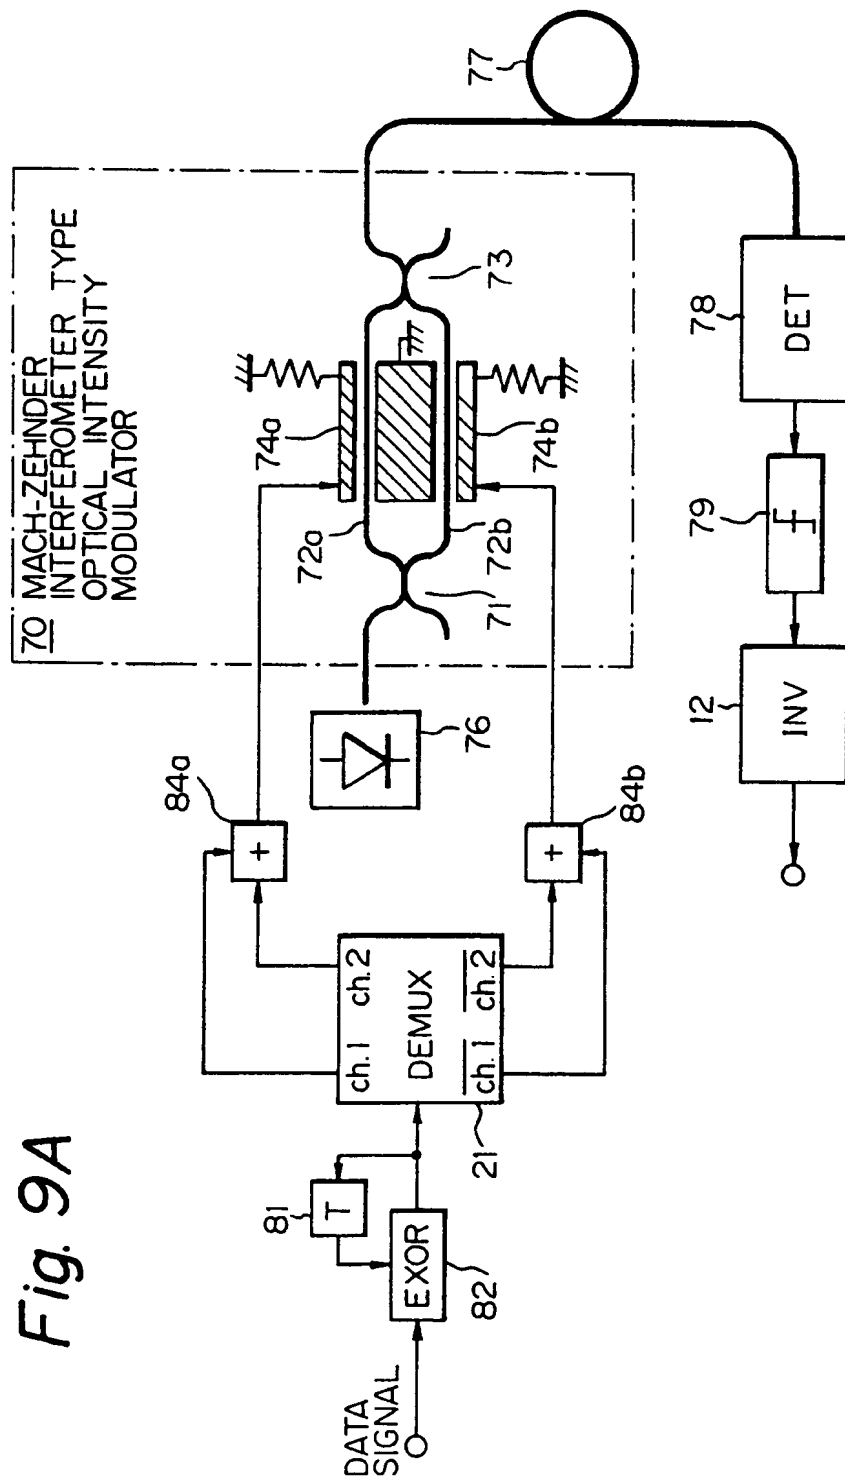 Fig. 9A
DATA
SIGNAL
EXOR
82
T
81
DEMUX
ch.1
ch.2
ch.1
ch.2
21
+
84a
+
84b
76
70 MACH-ZEHNDER
INTERFEROMETER TYPE
OPTICAL INTENSITY
MODULATOR
71
72a
72b
74a
74b
73
77
DET
78
79
INV
12